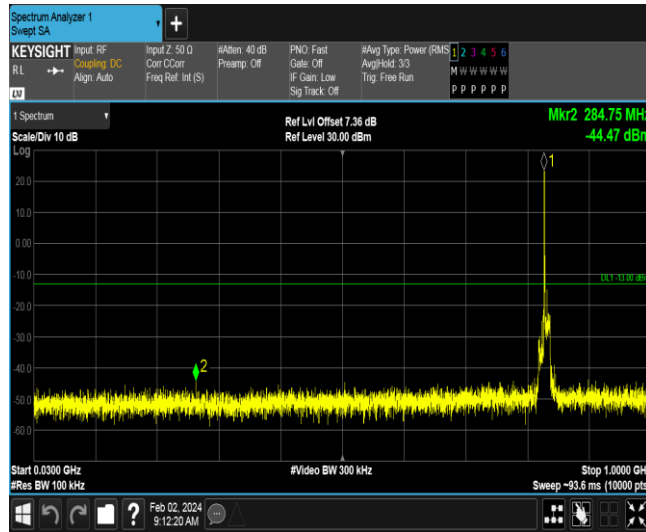 Spectrum Analyzer 1
Swept SA
+
KEYSIGHT
RL
LXI
Input: RF
Coupling: DC
Align: Auto
Input Z: 50 Ω
Corr CCorr
Freq Ref: Int (S)
#Atten: 40 dB
Preamp: Off
PNO: Fast
Gate: Off
IF Gain: Low
Sig Track: Off
#Avg Type: Power (RMS
Avg|Hold: 3/3
Trig: Free Run
1 2 3 4 5 6
M W W W W W
P P P P P P
1 Spectrum
Scale/Div 10 dB
Log
Ref Lvl Offset 7.36 dB
Ref Level 30.00 dBm
Mkr2 284.75 MHz
-44.47 dBm
1
20.0
10.0
0.00
-10.0
DL1 -13.00 dBm
-20.0
-30.0
-40.0
2
-50.0
-60.0
Start 0.0300 GHz
#Res BW 100 kHz
#Video BW 300 kHz
Stop 1.0000 GH
Sweep ~93.6 ms (10000 pts
?
Feb 02, 2024
9:12:20 AM